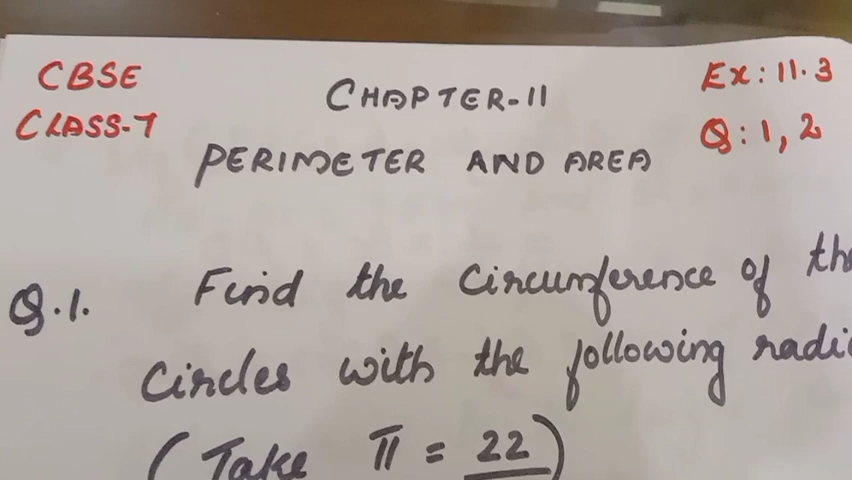 CBSE
CLASS-7
CHAPTER-11
PERIMETER AND AREA
Ex: 11.3
Q: 1, 2
Q.1. Find the circumference of the
circles with the following
(Take π = 22)